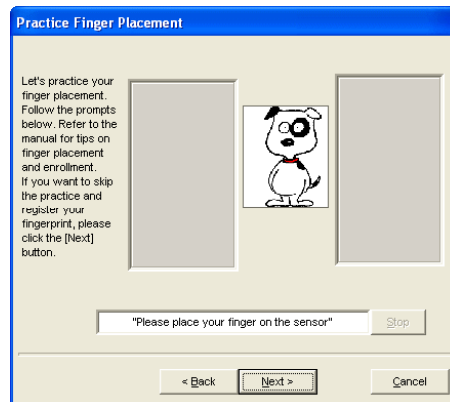 Practice Finger Placement
Let's practice your
finger placement.
Follow the prompts
below. Refer to the
manual for tips on
finger placement
and enrollment.
If you want to skip
the practice and
register your
fingerprint, please
click the [Next]
button.
"Please place your finger on the sensor"
Stop
< Back
Next >
Cancel